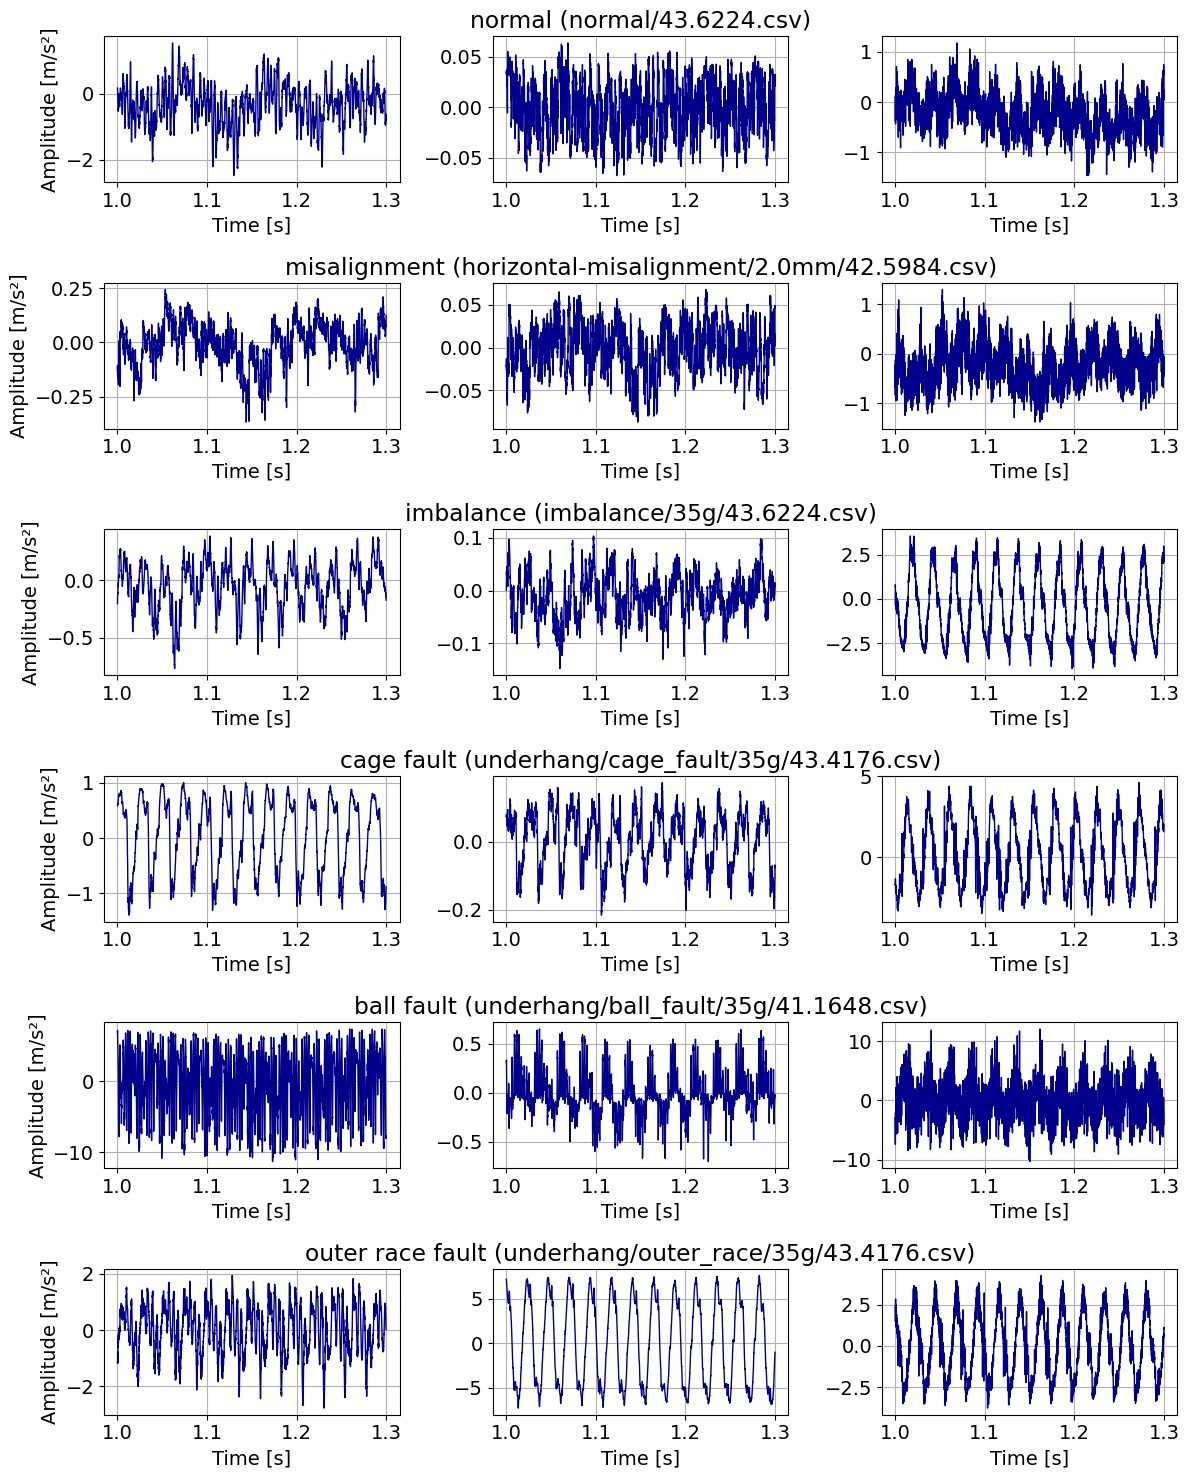 normal (normal/43.6224.csv)
Amplitude [m/s²]
0
−2
1.0 1.1 1.2 1.3
Time [s]
0.05
0.00
−0.05
1.0 1.1 1.2 1.3
Time [s]
1
0
−1
1.0 1.1 1.2 1.3
Time [s]
misalignment (horizontal-misalignment/2.0mm/42.5984.csv)
Amplitude [m/s²]
0.25
0.00
−0.25
1.0 1.1 1.2 1.3
Time [s]
0.05
0.00
−0.05
1.0 1.1 1.2 1.3
Time [s]
1
0
−1
1.0 1.1 1.2 1.3
Time [s]
imbalance (imbalance/35g/43.6224.csv)
Amplitude [m/s²]
0.0
−0.5
1.0 1.1 1.2 1.3
Time [s]
0.1
0.0
−0.1
1.0 1.1 1.2 1.3
Time [s]
2.5
0.0
−2.5
1.0 1.1 1.2 1.3
Time [s]
cage fault (underhang/cage_fault/35g/43.4176.csv)
Amplitude [m/s²]
1
0
−1
1.0 1.1 1.2 1.3
Time [s]
0.0
−0.2
1.0 1.1 1.2 1.3
Time [s]
5
0
1.0 1.1 1.2 1.3
Time [s]
ball fault (underhang/ball_fault/35g/41.1648.csv)
Amplitude [m/s²]
0
−10
1.0 1.1 1.2 1.3
Time [s]
0.5
0.0
−0.5
1.0 1.1 1.2 1.3
Time [s]
10
0
−10
1.0 1.1 1.2 1.3
Time [s]
outer race fault (underhang/outer_race/35g/43.4176.csv)
Amplitude [m/s²]
2
0
−2
1.0 1.1 1.2 1.3
Time [s]
5
0
−5
1.0 1.1 1.2 1.3
Time [s]
2.5
0.0
−2.5
1.0 1.1 1.2 1.3
Time [s]